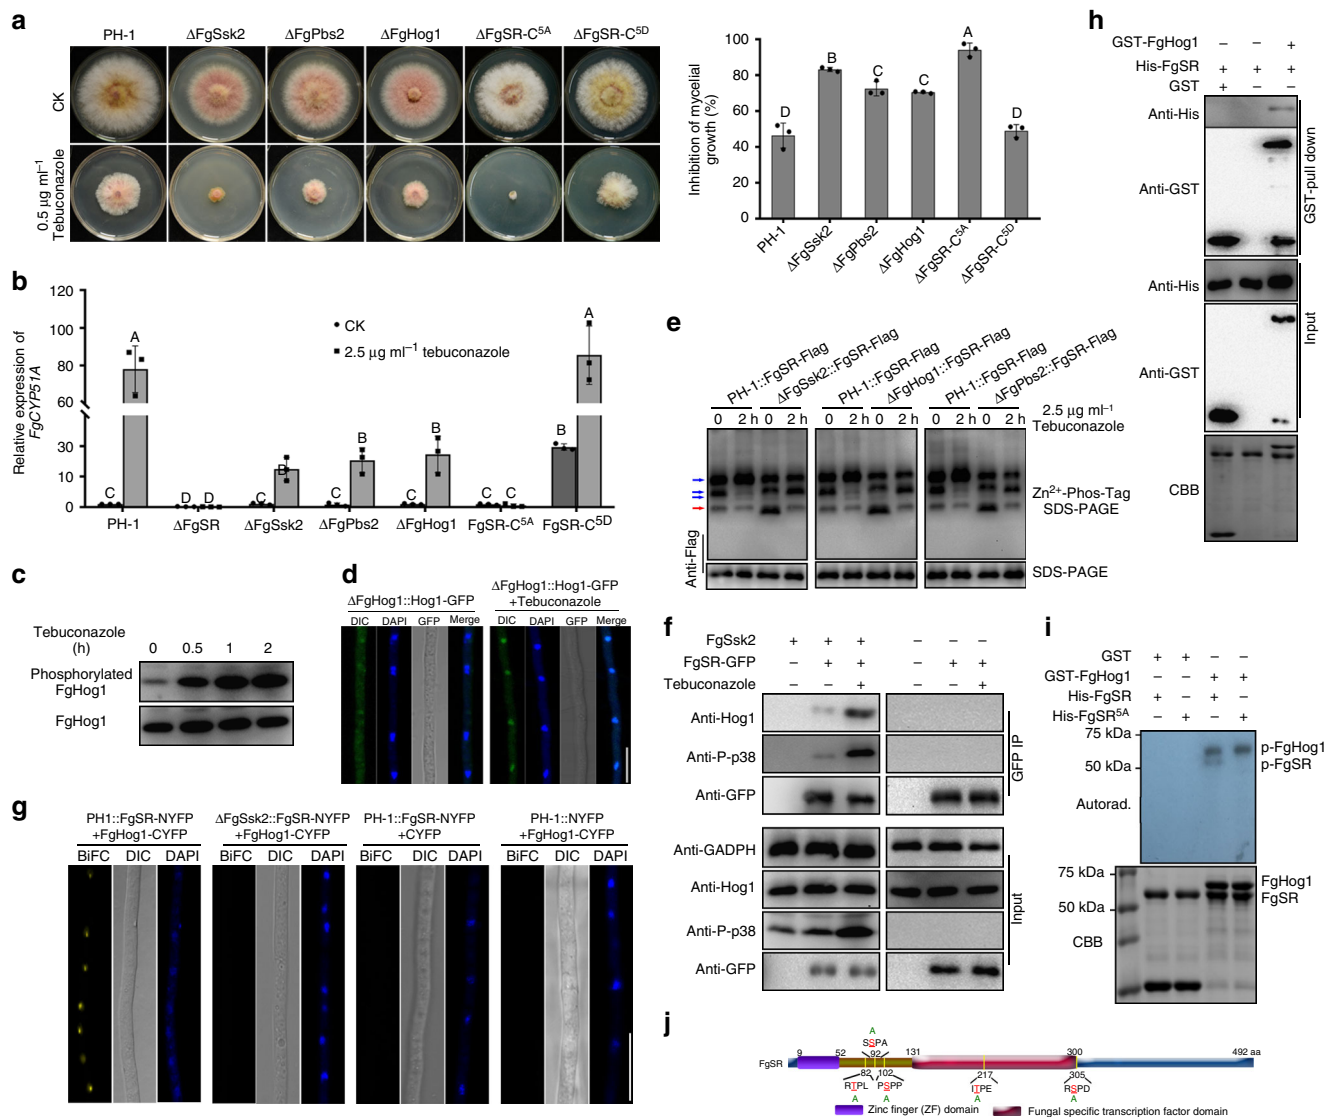 a
PH-1 ΔFgSsk2 ΔFgPbs2 ΔFgHog1 ΔFgSR-C5A ΔFgSR-C5D
CK
0.5 µg ml–1
Tebuconazole
Inhibition of mycelial
growth (%)
100
80
60
40
20
0
D B C C A D
PH-1 ΔFgSsk2 ΔFgPbs2 ΔFgHog1 ΔFgSR-C5A ΔFgSR-C5D
b
Relative expression of
FgCYP51A
120
100
80
60
30
10
0
CK
2.5 µg ml–1 tebuconazole
C A D D C B C B C B C C B A
PH-1 ΔFgSR ΔFgSsk2 ΔFgPbs2 ΔFgHog1 FgSR-C5A FgSR-C5D
c
Tebuconazole
(h) 0 0.5 1 2
Phosphorylated
FgHog1
FgHog1
d
ΔFgHog1::Hog1-GFP
DIC DAPI GFP Merge
ΔFgHog1::Hog1-GFP
+Tebuconazole
DIC DAPI GFP Merge
e
PH-1::FgSR-Flag ΔFgSsk2::FgSR-Flag PH-1::FgSR-Flag ΔFgHog1::FgSR-Flag PH-1::FgSR-Flag ΔFgPbs2::FgSR-Flag
0 2 h 0 2 h 0 2 h 0 2 h 0 2 h 0 2 h
2.5 µg ml–1
Tebuconazole
Zn2+-Phos-Tag
SDS-PAGE
Anti-Flag
SDS-PAGE
f
FgSsk2 + + + – – –
FgSR-GFP – + + – + +
Tebuconazole – – + – – +
Anti-Hog1
Anti-P-p38
Anti-GFP
GFP IP
Anti-GADPH
Anti-Hog1
Anti-P-p38
Anti-GFP
Input
g
PH1::FgSR-NYFP
+FgHog1-CYFP
BiFC DIC DAPI
ΔFgSsk2::FgSR-NYFP
+FgHog1-CYFP
BiFC DIC DAPI
PH-1::FgSR-NYFP
+CYFP
BiFC DIC DAPI
PH-1::NYFP
+FgHog1-CYFP
BiFC DIC DAPI
h
GST-FgHog1 – – +
His-FgSR + + +
GST + – –
Anti-His
Anti-GST
GST-pull down
Anti-His
Anti-GST
Input
CBB
i
GST + + – –
GST-FgHog1 – – + +
His-FgSR + – + –
His-FgSR5A – + – +
75 kDa
50 kDa
Autorad.
p-FgHog1
p-FgSR
75 kDa
50 kDa
CBB
FgHog1
FgSR
j
A
SSPA
FgSR 9 52 92 131 300 492 aa
82 102 217 305
RTPL PSPP ITPE RSPD
A A A A
Zinc finger (ZF) domain
Fungal specific transcription factor domain